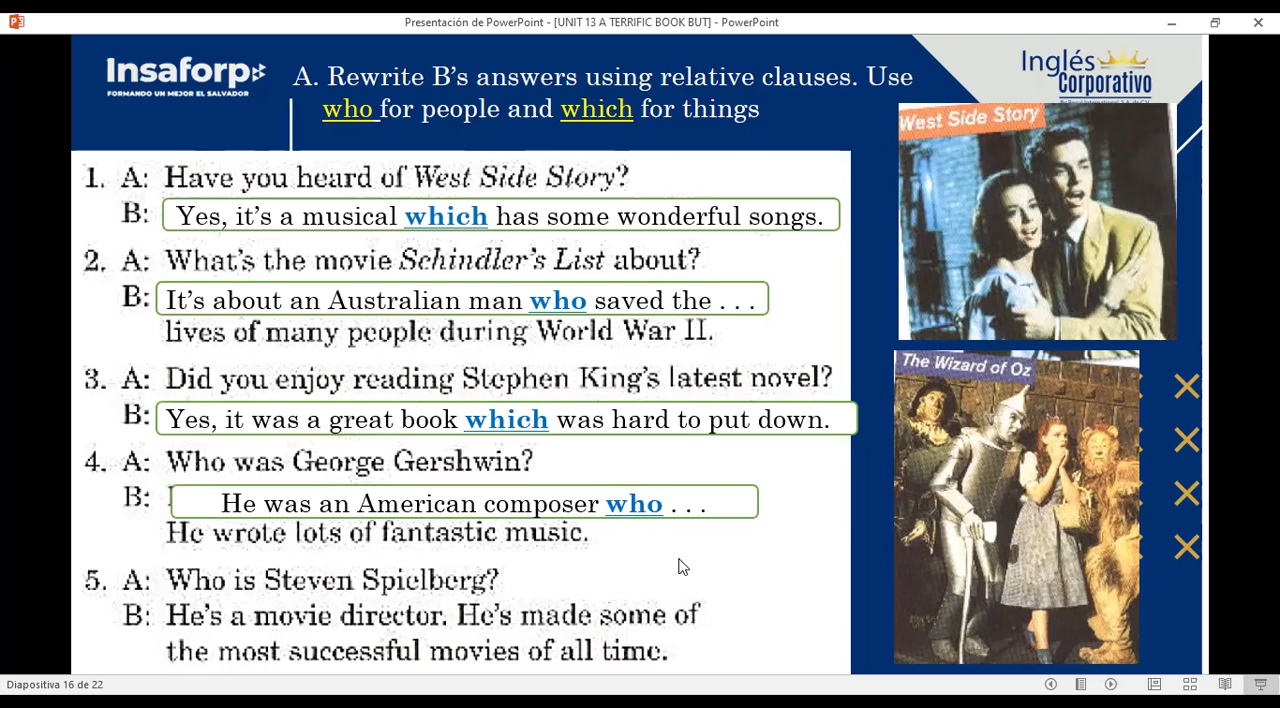 Presentación de PowerPoint - [UNIT 13 A TERRIFIC BOOK BUT] - PowerPoint
Insaforp
FORMANDO UN MEJOR EL SALVADOR
A. Rewrite B's answers using relative clauses. Use
who for people and which for things
Inglés
Corporativo
West Side Story
1. A: Have you heard of West Side Story?
B: Yes, it's a musical which has some wonderful songs.
2. A: What's the movie Schindler's List about?
B: It's about an Australian man who saved the . . .
lives of many people during World War II.
The Wizard of Oz
3. A: Did you enjoy reading Stephen King's latest novel?
B: Yes, it was a great book which was hard to put down.
4. A: Who was George Gershwin?
B: He was an American composer who . . .
He wrote lots of fantastic music.
5. A: Who is Steven Spielberg?
B: He's a movie director. He's made some of
the most successful movies of all time.
Diapositiva 16 de 22